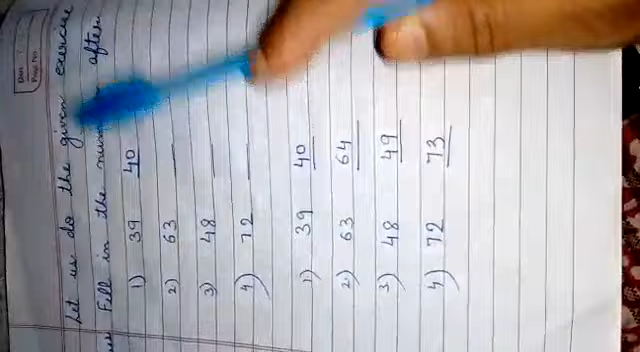 Date
Page No.
Let us do the given exercise
Fill in the after
1) 39 40
2) 63
3) 48
4) 72
1) 39 40
2) 63 64
3) 48 49
4) 72 73